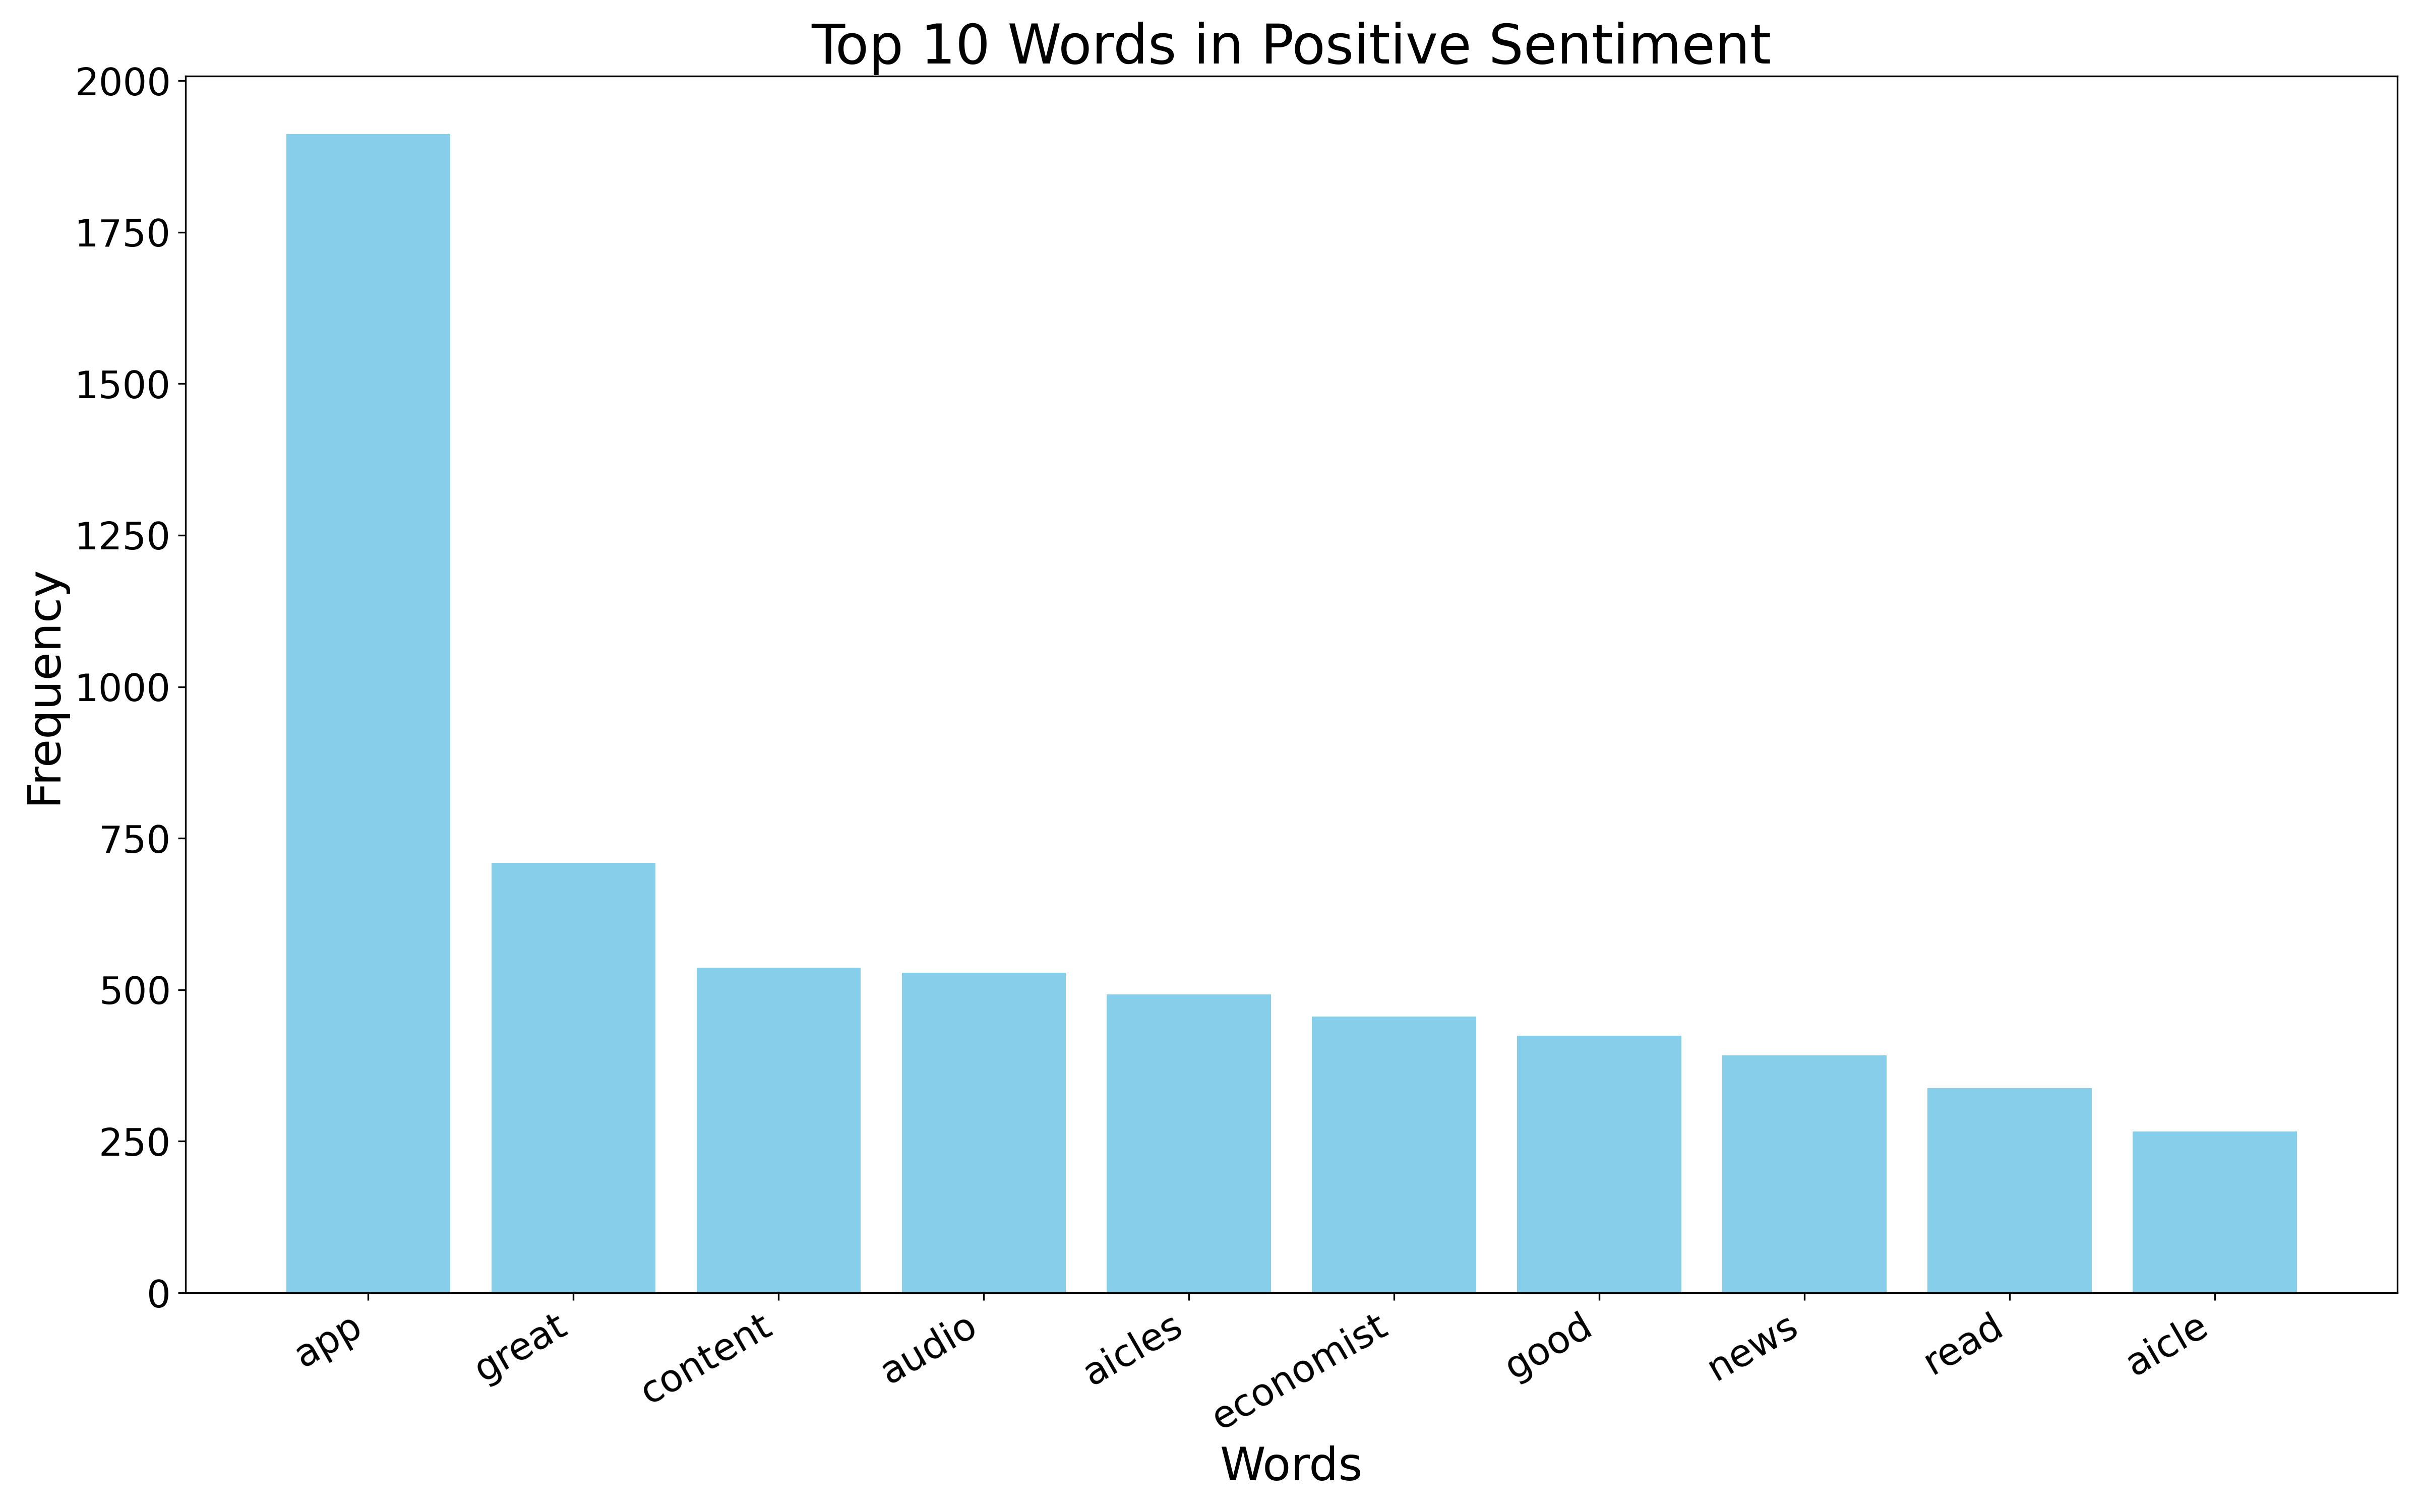 Top 10 Words in Positive Sentiment
Frequency
2000
1750
1500
1250
1000
750
500
250
0
app
great
content
audio
aicles
economist
good
news
read
aicle
Words